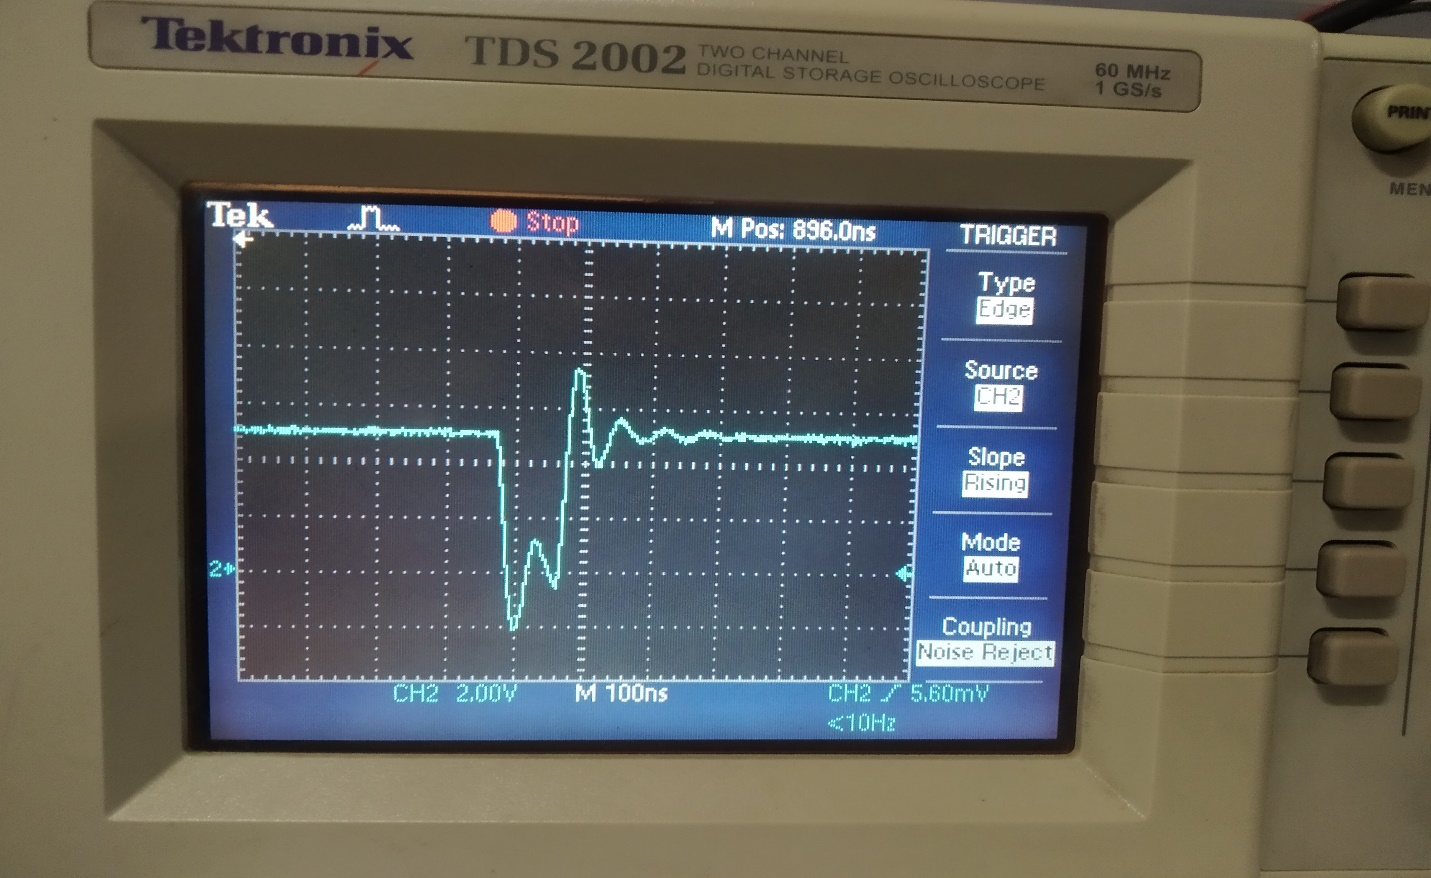 Tektronix TDS 2002 TWO CHANNEL DIGITAL STORAGE OSCILLOSCOPE
60 MHz
1 GS/s
PRIN
MEN
Tek Stop M Pos: 896.0ns TRIGGER
Type
Edge
Source
CH2
Slope
Rising
Mode
Auto
2
Coupling
Noise Reject
CH2 2.00V M 100ns CH2 5.60mV
<10Hz